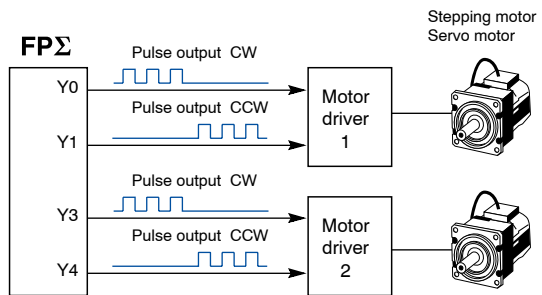 Stepping motor
Servo motor
FPΣ
Pulse output CW
Y0
Pulse output CCW
Y1
Motor
driver
1
Pulse output CW
Y3
Pulse output CCW
Y4
Motor
driver
2